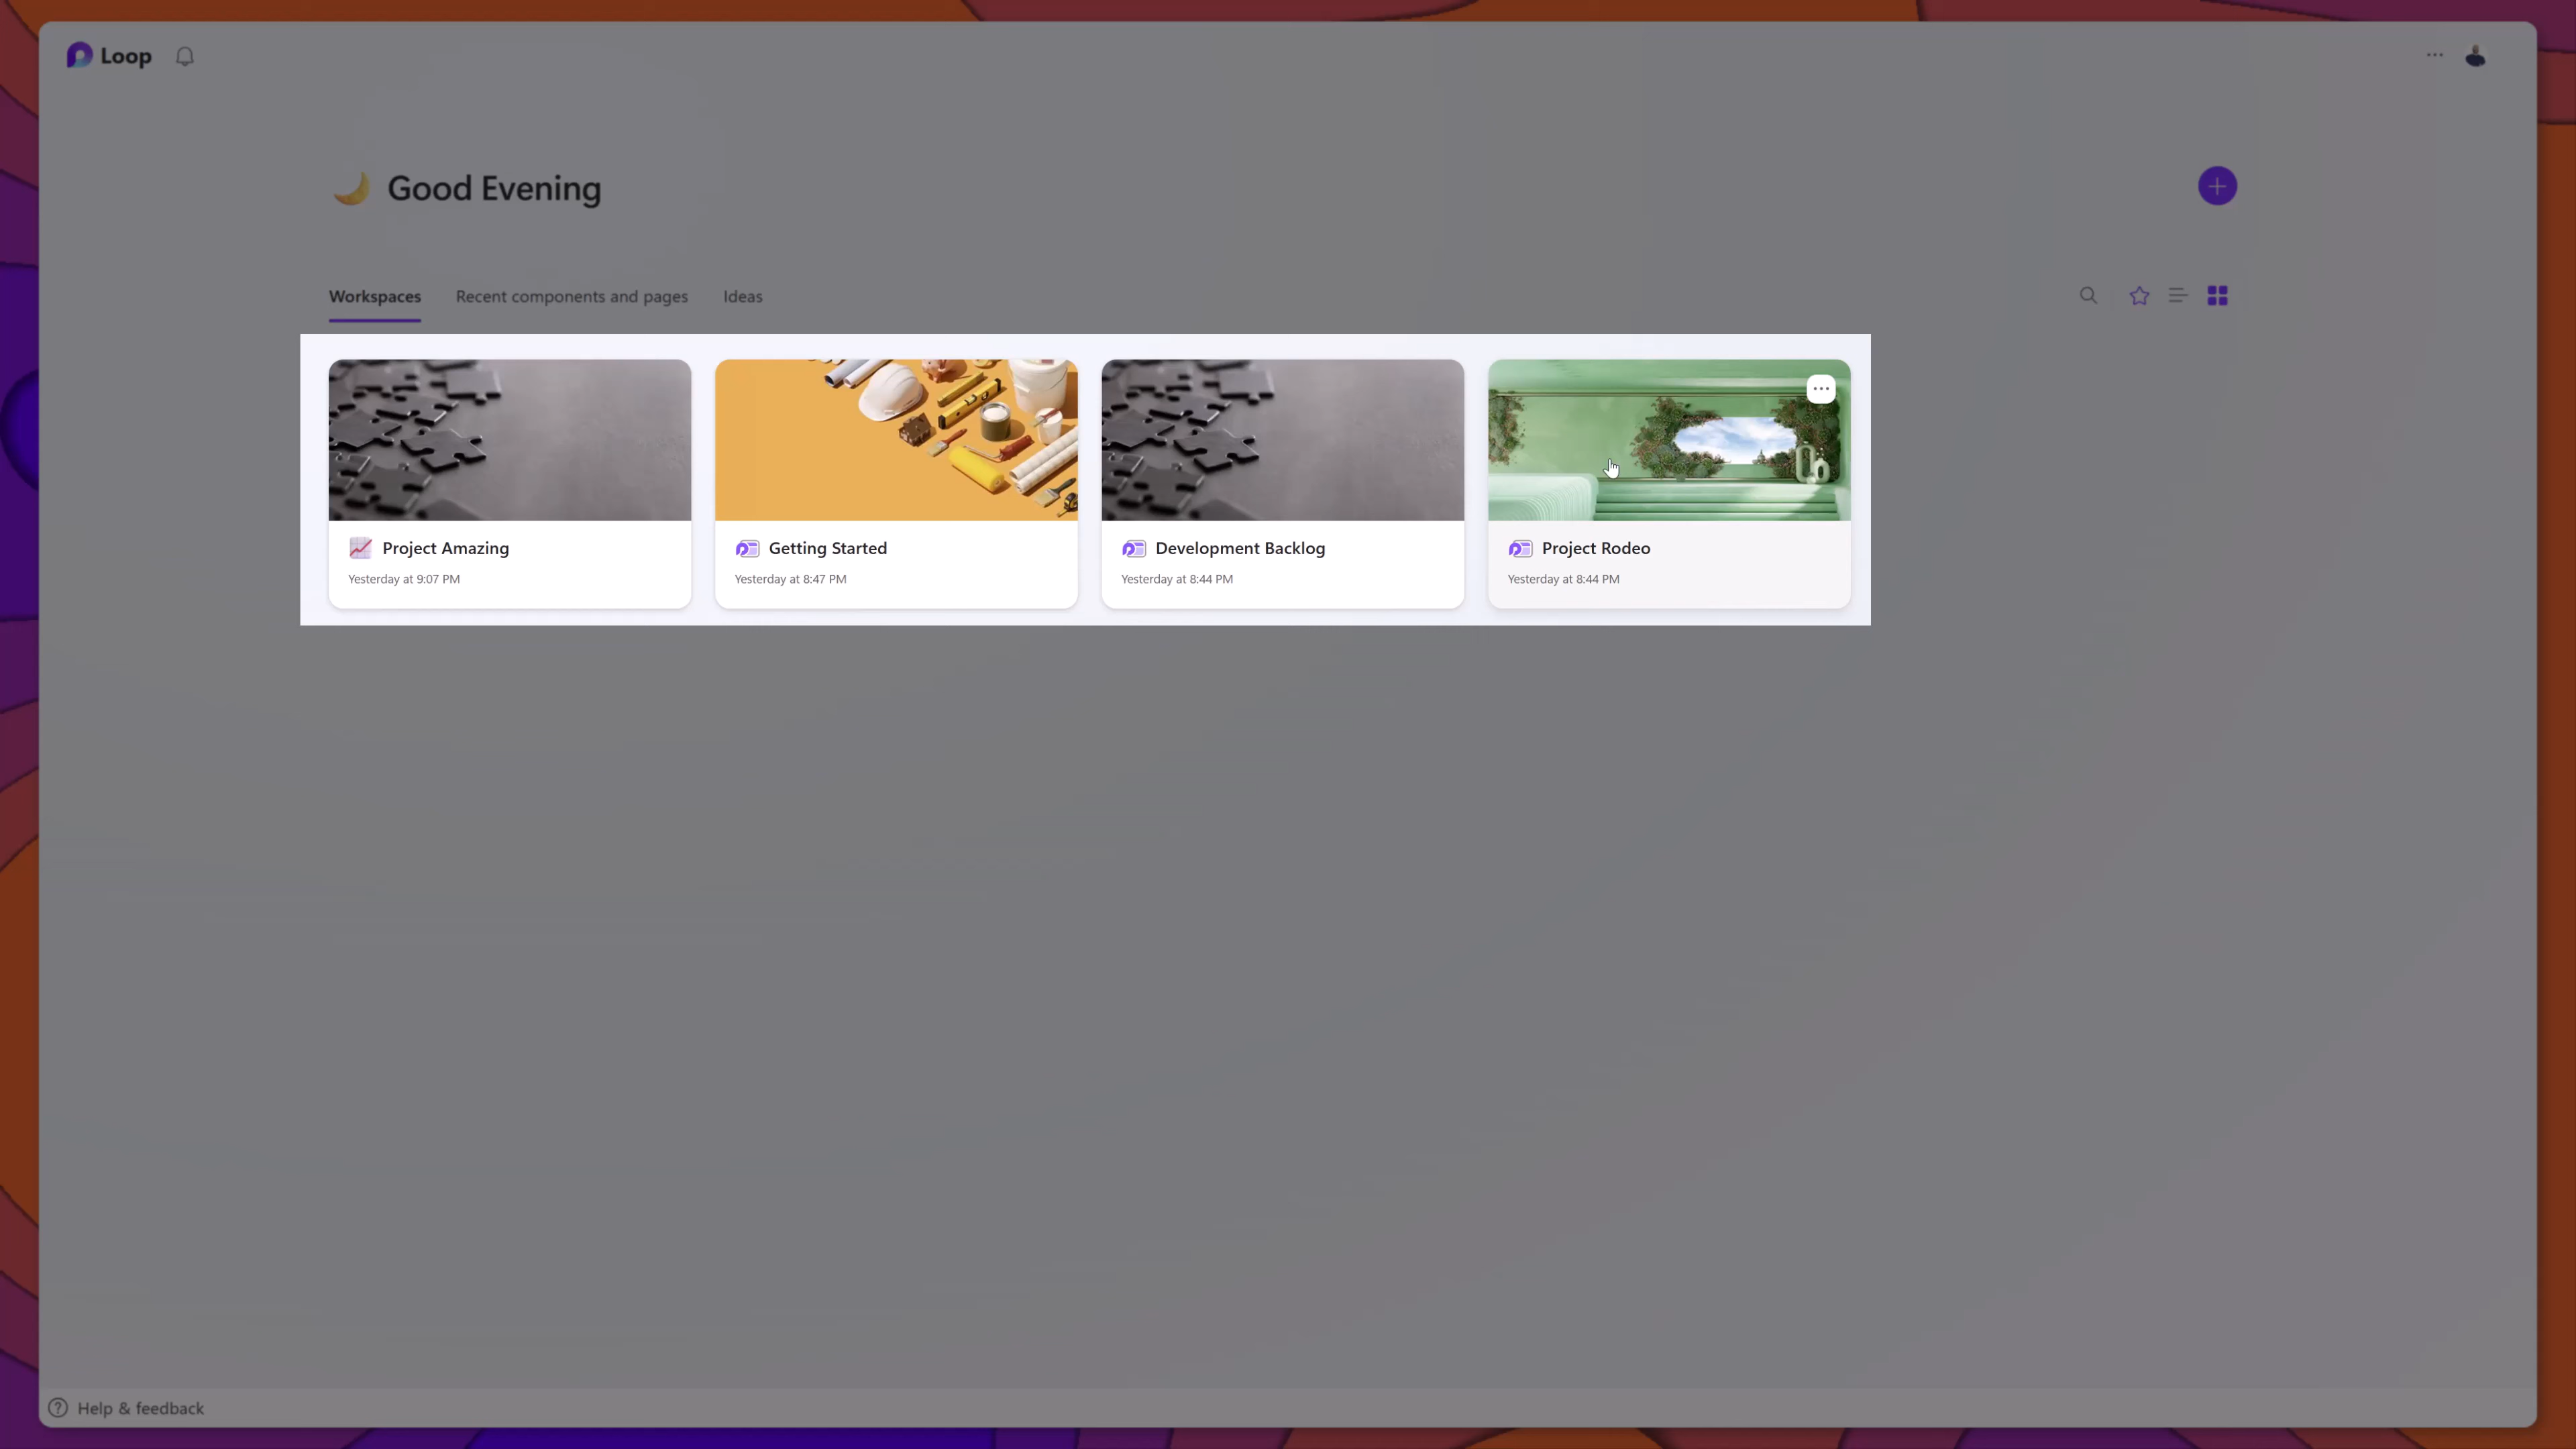 Loop
Good Evening
Workspaces Recent components and pages Ideas
Project Amazing
Yesterday at 9:07 PM
Getting Started
Yesterday at 8:47 PM
Development Backlog
Yesterday at 8:44 PM
Project Rodeo
Yesterday at 8:44 PM
Help & feedback